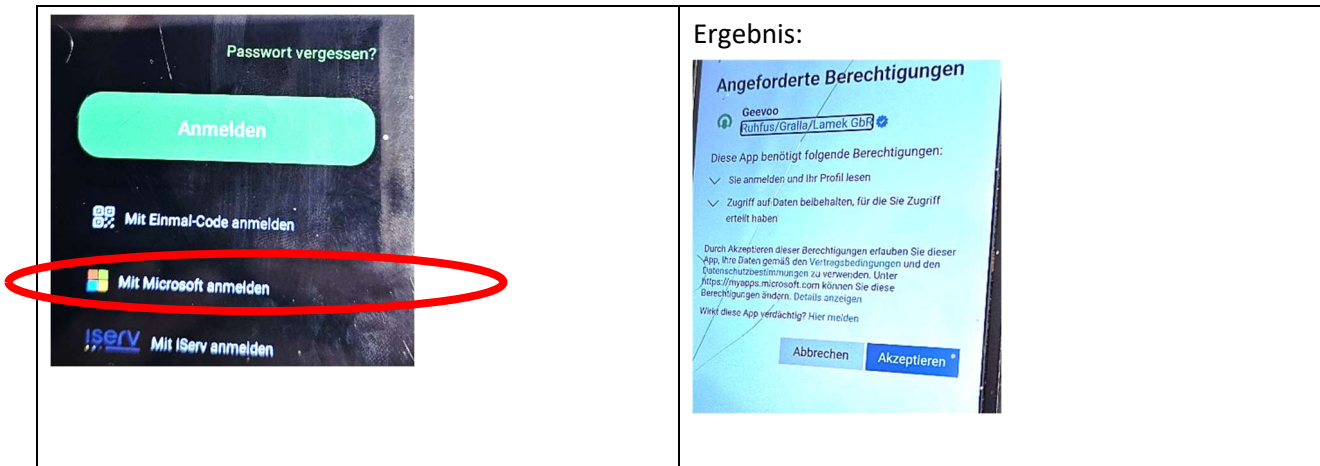 Passwort vergessen?
Anmelden
Mit Einmal-Code anmelden
Mit Microsoft anmelden
IServ Mit IServ anmelden
Ergebnis:
Angeforderte Berechtigungen
Geevoo
Ruhfus/Gralla/Lamek GbR
Diese App benötigt folgende Berechtigungen:
Sie anmelden und Ihr Profil lesen
Zugriff auf Daten beibehalten, für die Sie Zugriff
erteilt haben
Durch Akzeptieren dieser Berechtigungen erlauben Sie dieser
App, Ihre Daten gemäß den Vertragsbedingungen und den
Datenschutzbestimmungen zu verwenden. Unter
https://myapps.microsoft.com können Sie diese
Berechtigungen ändern. Details anzeigen
Wirkt diese App verdächtig? Hier melden
Abbrechen Akzeptieren